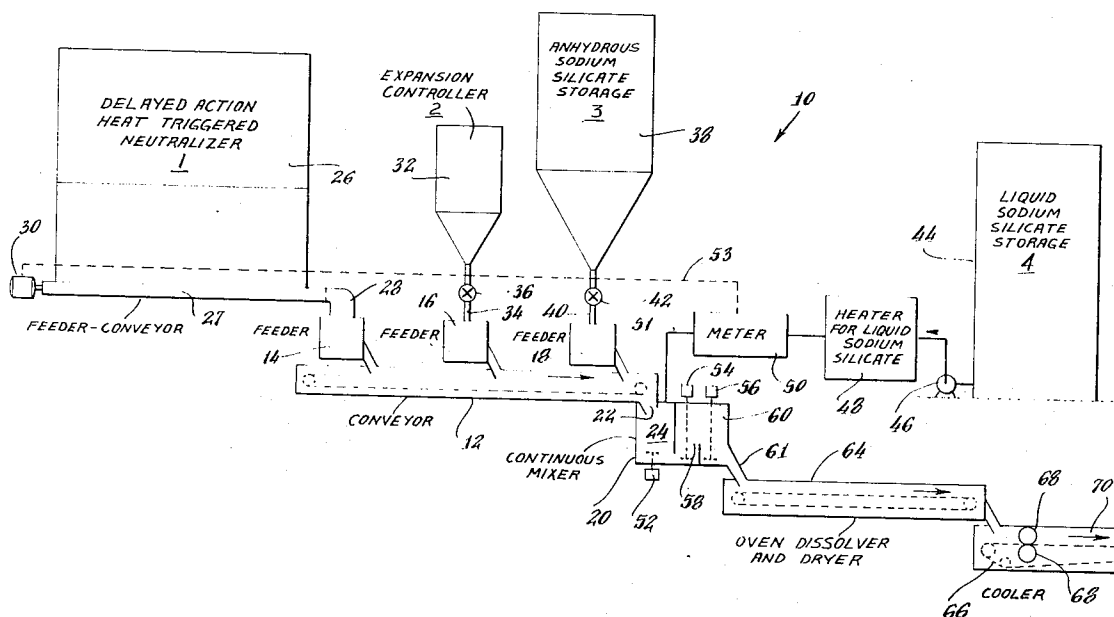 DELAYED ACTION
HEAT TRIGGERED
NEUTRALIZER
1
26
30
27
28
FEEDER-CONVEYOR
EXPANSION
CONTROLLER
2
32
36
34
ANHYDROUS
SODIUM
SILICATE
STORAGE
3
38
42
40
10
53
FEEDER
14
16
FEEDER
FEEDER
18
51
METER
50
HEATER
FOR LIQUID
SODIUM
SILICATE
48
44
LIQUID
SODIUM
SILICATE
STORAGE
4
46
54
56
CONVEYOR
12
22
24
60
CONTINUOUS
MIXER
20
52
58
61
64
OVEN DISSOLVER
AND DRYER
68
70
66
68
COOLER